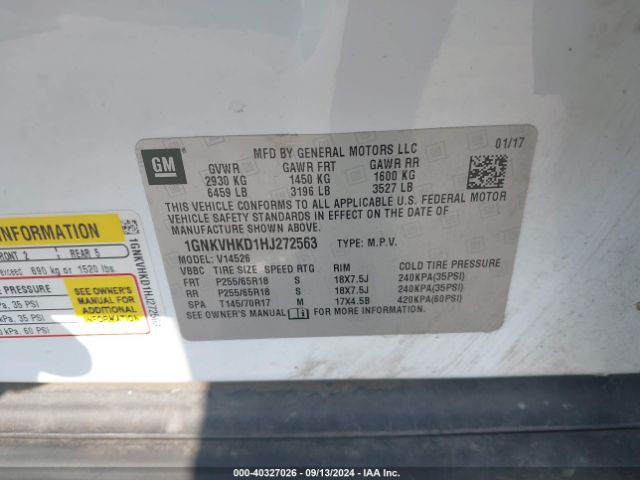 GM
MFD BY GENERAL MOTORS LLC
01/17
GVWR GAWR FRT GAWR RR
2930 KG 1450 KG 1600 KG
6459 LB 3196 LB 3527 LB
THIS VEHICLE CONFORMS TO ALL APPLICABLE U.S. FEDERAL MOTOR
VEHICLE SAFETY STANDARDS IN EFFECT ON THE DATE OF
MANUFACTURE SHOWN ABOVE.
1GNKVHKD1HJ272563 TYPE: M.P.V.
MODEL: V14526
VBBC TIRE SIZE SPEED RTG RIM COLD TIRE PRESSURE
FRT P255/65R18 S 18X7.5J 240KPA(35PSI)
RR P255/65R18 S 18X7.5J 240KPA(35PSI)
SPA T145/70R17 M 17X4.5B 420KPA(60PSI)
SEE OWNER'S MANUAL FOR MORE INFORMATION.
INFORMATION
FRONT 2 REAR 5
exceed 690 kg or 1520 lbs.
PRESSURE
kPa, 35 PSI
kPa, 35 PSI
kPa, 60 PSI
SEE OWNER'S
MANUAL FOR
ADDITIONAL
INFORMATION
1GNKVHKD1HJ272563
000-40327026 - 09/13/2024 - IAA Inc.